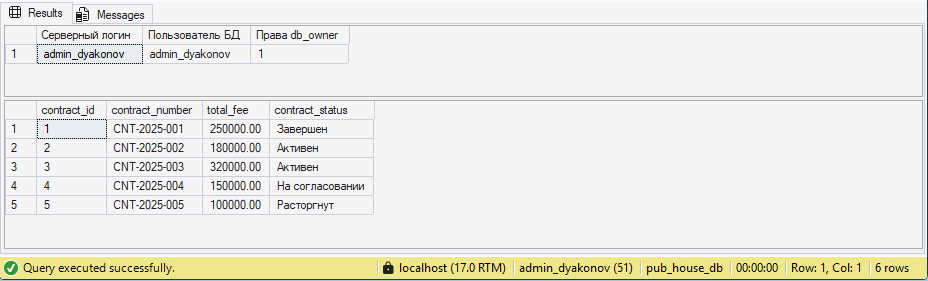 Results Messages
Серверный логин Пользователь БД Права db_owner
1 admin_dyakonov admin_dyakonov 1
contract_id contract_number total_fee contract_status
1 1 CNT-2025-001 250000.00 Завершен
2 2 CNT-2025-002 180000.00 Активен
3 3 CNT-2025-003 320000.00 Активен
4 4 CNT-2025-004 150000.00 На согласовании
5 5 CNT-2025-005 100000.00 Расторгнут
Query executed successfully. localhost (17.0 RTM) admin_dyakonov (51) pub_house_db 00:00:00 Row: 1, Col: 1 6 rows